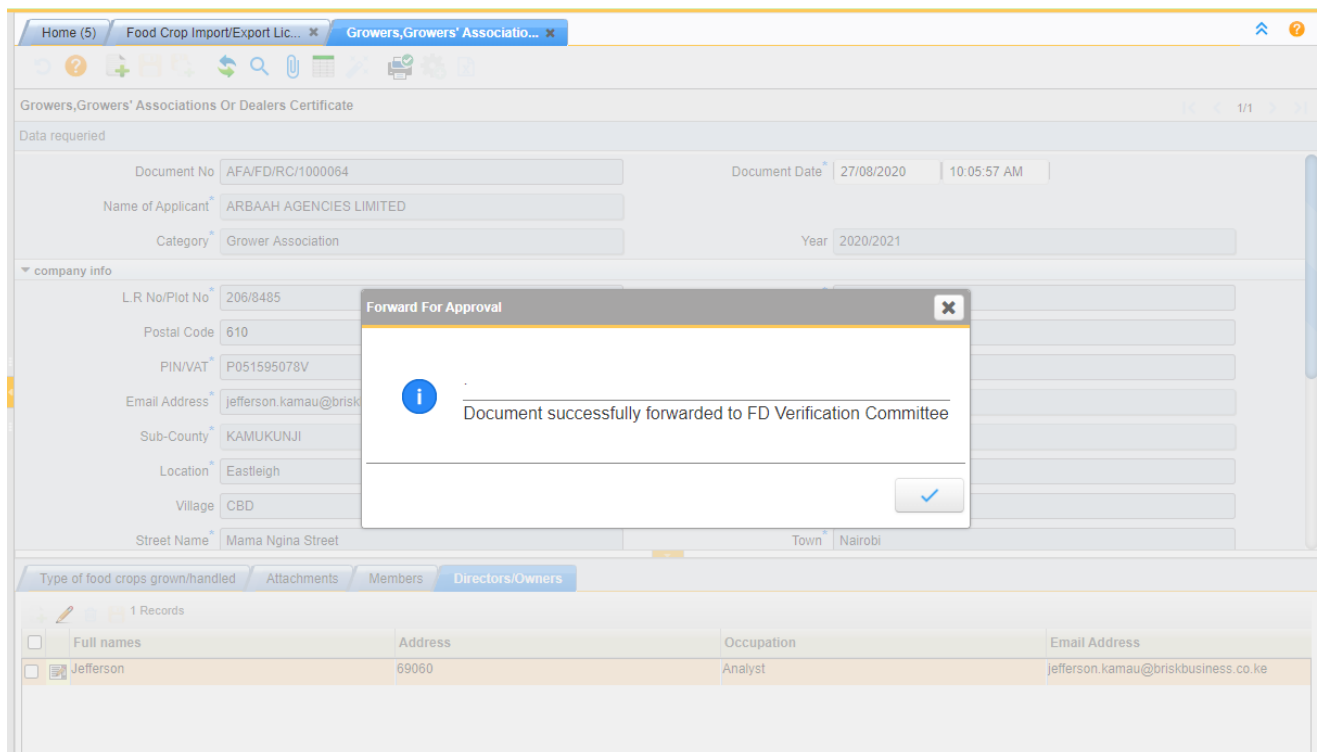 Home (5) Food Crop Import/Export Lic... Growers,Growers' Associatio...
Growers,Growers' Associations Or Dealers Certificate 1/1
Data requeried
Document No AFA/FD/RC/1000064 Document Date* 27/08/2020 10:05:57 AM
Name of Applicant* ARBAAH AGENCIES LIMITED
Category* Grower Association Year 2020/2021
company info
L.R No/Plot No* 206/8485
Forward For Approval
Postal Code 610
PIN/VAT* P051595078V
Email Address* jefferson.kamau@brisk
Document successfully forwarded to FD Verification Committee
Sub-County* KAMUKUNJI
Location* Eastleigh
Village CBD
Street Name* Mama Ngina Street Town* Nairobi
Type of food crops grown/handled Attachments Members Directors/Owners
1 Records
Full names Address Occupation Email Address
Jefferson 69060 Analyst jefferson.kamau@briskbusiness.co.ke